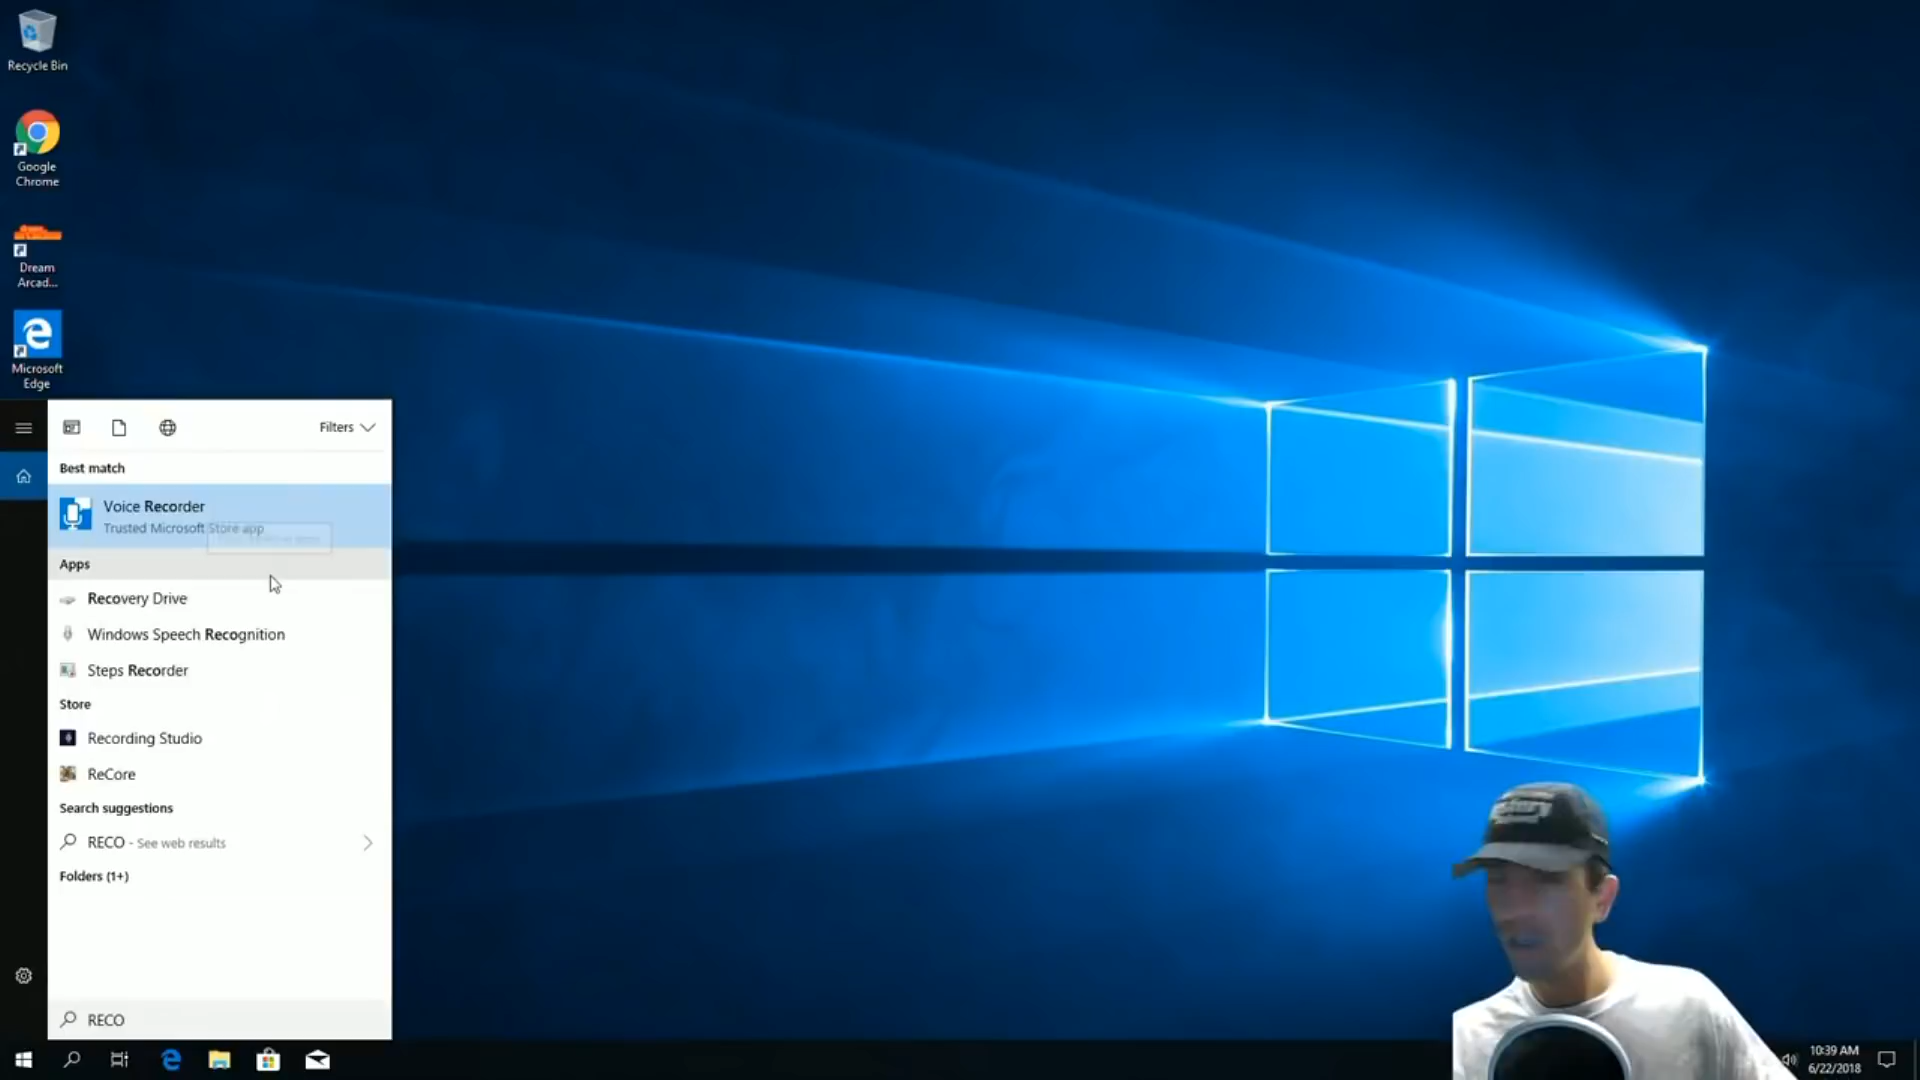 Recycle Bin
Google
Chrome
Dream
Arcad...
Microsoft
Edge
Filters
Best match
Voice Recorder
Trusted Microsoft Store app
Apps
Recovery Drive
Windows Speech Recognition
Steps Recorder
Store
Recording Studio
ReCore
Search suggestions
RECO - See web results
Folders (1+)
RECO
10:39 AM
6/22/2018